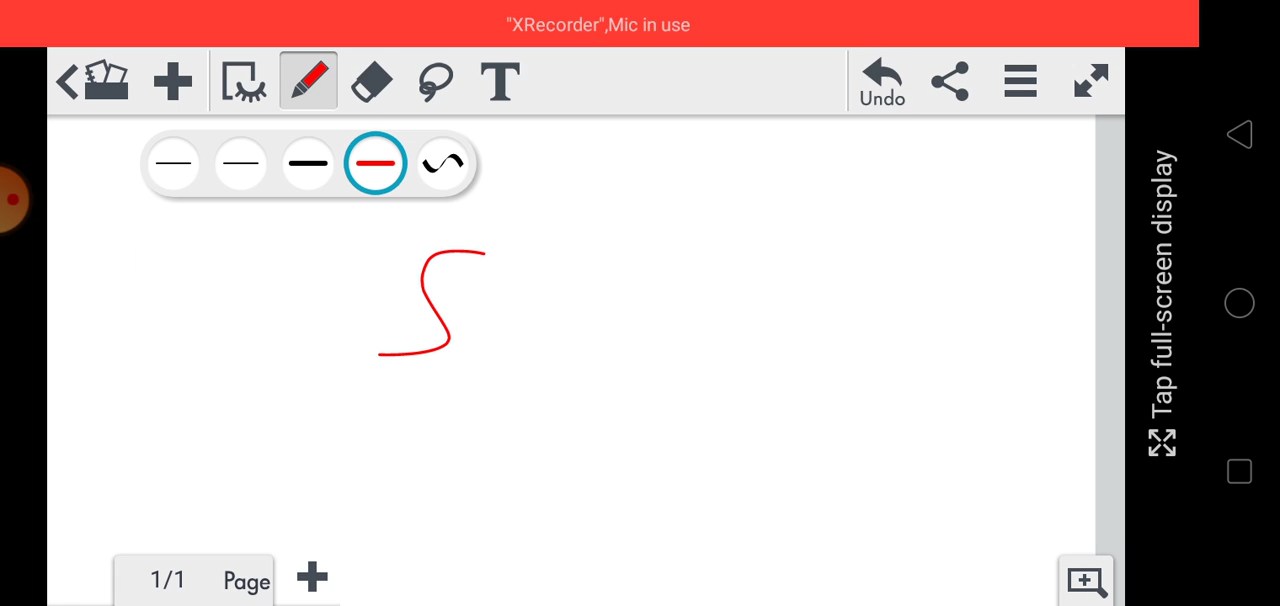 "XRecorder",Mic in use
T
Undo
S
Tap full-screen display
1/1 Page